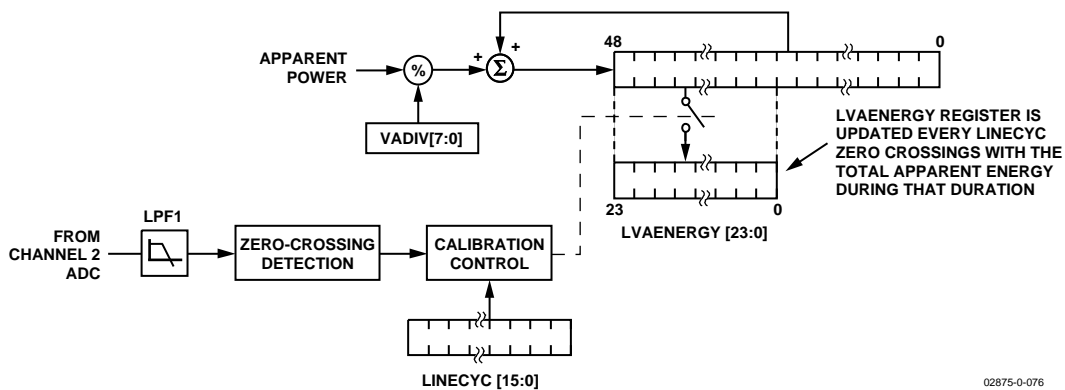 48
0
APPARENT
POWER
%
+
+
Σ
VADIV[7:0]
LVAENERGY REGISTER IS
UPDATED EVERY LINECYC
ZERO CROSSINGS WITH THE
TOTAL APPARENT ENERGY
DURING THAT DURATION
23
0
LVAENERGY [23:0]
LPF1
FROM
CHANNEL 2
ADC
ZERO-CROSSING
DETECTION
CALIBRATION
CONTROL
LINECYC [15:0]
02875-0-076